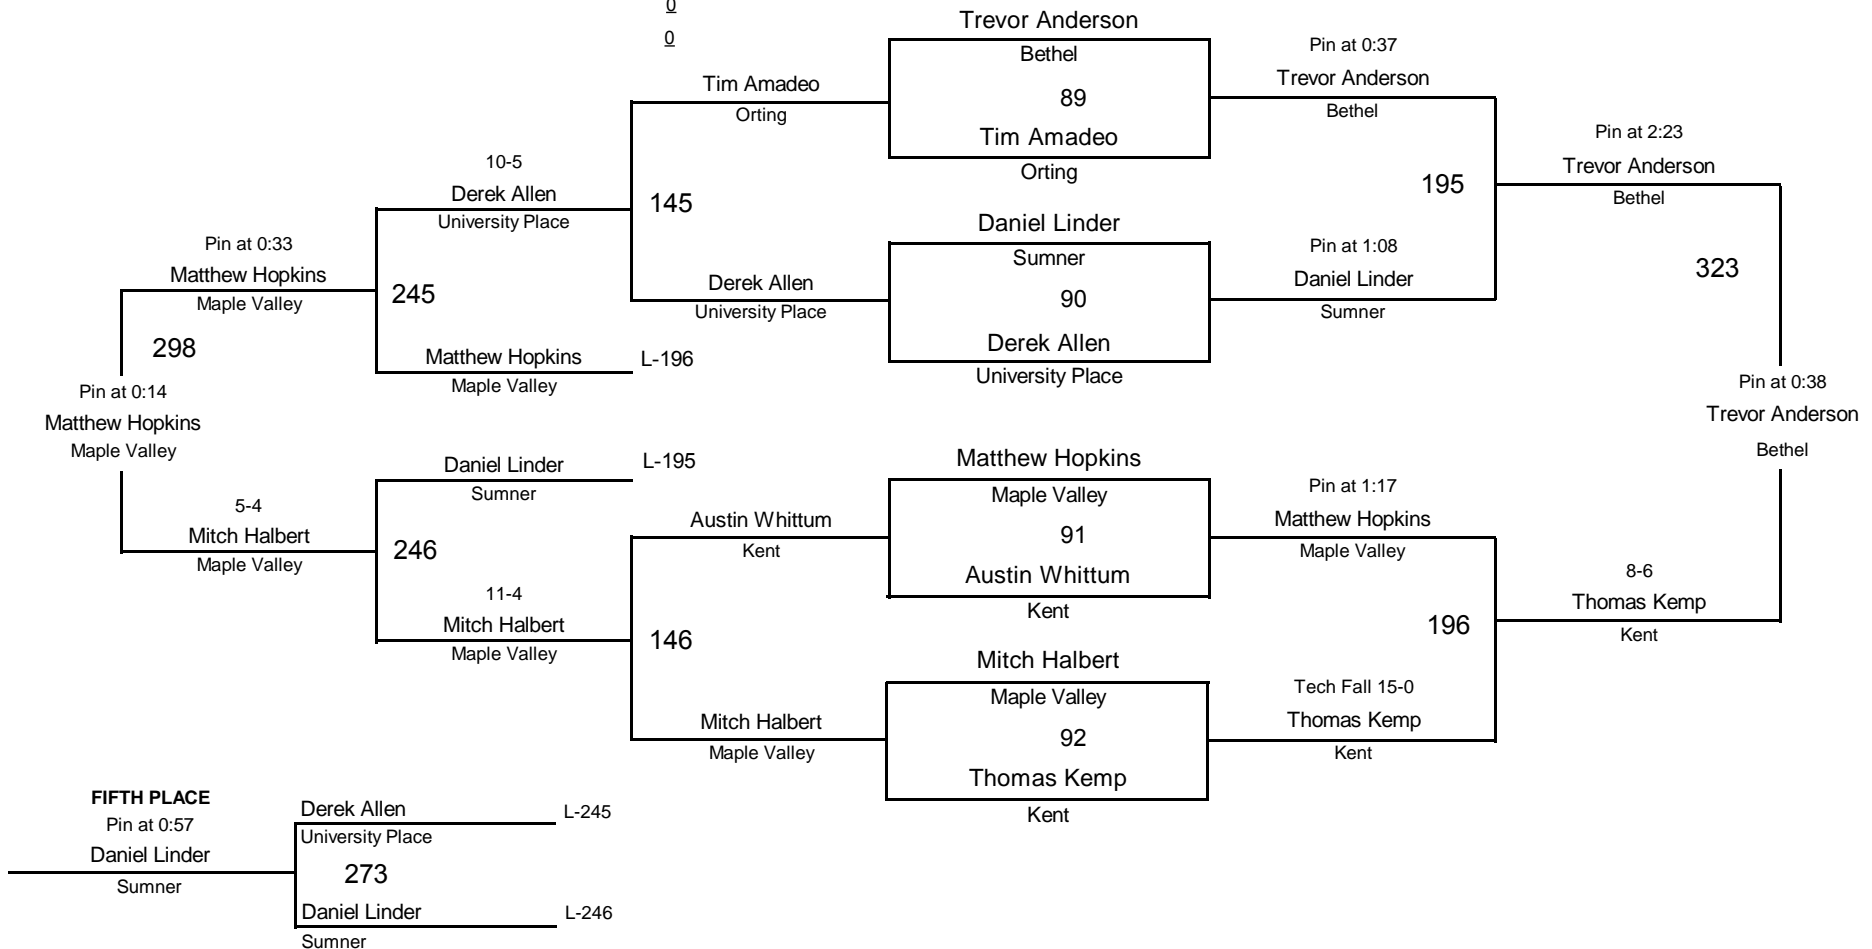 0
0
Trevor Anderson
Bethel
89
Tim Amadeo
Orting
Daniel Linder
Sumner
90
Derek Allen
University Place
Matthew Hopkins
Maple Valley
91
Austin Whittum
Kent
Mitch Halbert
Maple Valley
92
Thomas Kemp
Kent
Pin at 0:37
Trevor Anderson
Bethel
195
Pin at 1:08
Daniel Linder
Sumner
Pin at 1:17
Matthew Hopkins
Maple Valley
196
Tech Fall 15-0
Thomas Kemp
Kent
Pin at 2:23
Trevor Anderson
Bethel
323
8-6
Thomas Kemp
Kent
Pin at 0:38
Trevor Anderson
Bethel
Tim Amadeo
Orting
145
Derek Allen
University Place
Austin Whittum
Kent
146
Mitch Halbert
Maple Valley
10-5
Derek Allen
University Place
245
Matthew Hopkins
L-196
Maple Valley
Daniel Linder
L-195
Sumner
246
11-4
Mitch Halbert
Maple Valley
Pin at 0:33
Matthew Hopkins
Maple Valley
298
5-4
Mitch Halbert
Maple Valley
Pin at 0:14
Matthew Hopkins
Maple Valley
FIFTH PLACE
Pin at 0:57
Daniel Linder
Sumner
Derek Allen
L-245
University Place
273
Daniel Linder
L-246
Sumner